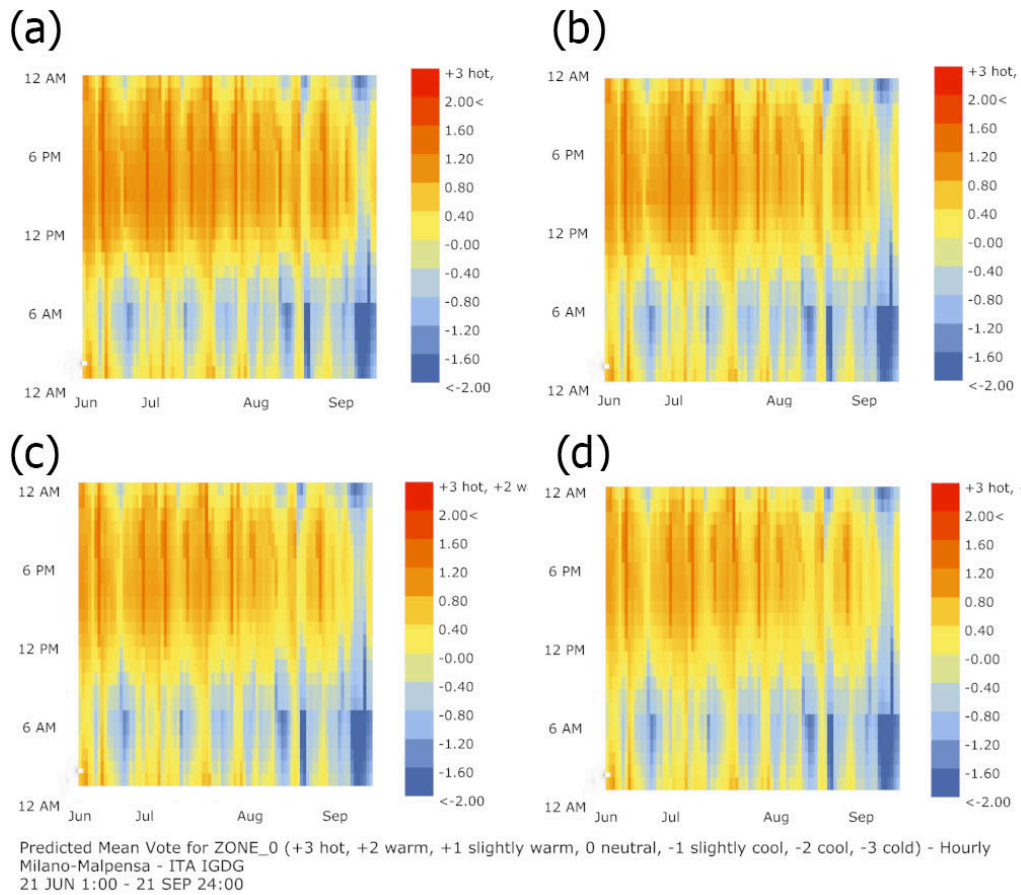 (a)
(b)
12 AM
6 PM
12 PM
6 AM
12 AM
Jun Jul Aug Sep
+3 hot,
2.00<
1.60
1.20
0.80
0.40
-0.00
-0.40
-0.80
-1.20
-1.60
<-2.00
12 AM
6 PM
12 PM
6 AM
12 AM
Jun Jul Aug Sep
+3 hot,
2.00<
1.60
1.20
0.80
0.40
-0.00
-0.40
-0.80
-1.20
-1.60
<-2.00
(c)
(d)
12 AM
6 PM
12 PM
6 AM
12 AM
Jun Jul Aug Sep
+3 hot, +2 w
2.00<
1.60
1.20
0.80
0.40
-0.00
-0.40
-0.80
-1.20
-1.60
<-2.00
12 AM
6 PM
12 PM
6 AM
12 AM
Jun Jul Aug Sep
+3 hot,
2.00<
1.60
1.20
0.80
0.40
-0.00
-0.40
-0.80
-1.20
-1.60
<-2.00
Predicted Mean Vote for ZONE_0 (+3 hot, +2 warm, +1 slightly warm, 0 neutral, -1 slightly cool, -2 cool, -3 cold) - Hourly
Milano-Malpensa - ITA IGDG
21 JUN 1:00 - 21 SEP 24:00